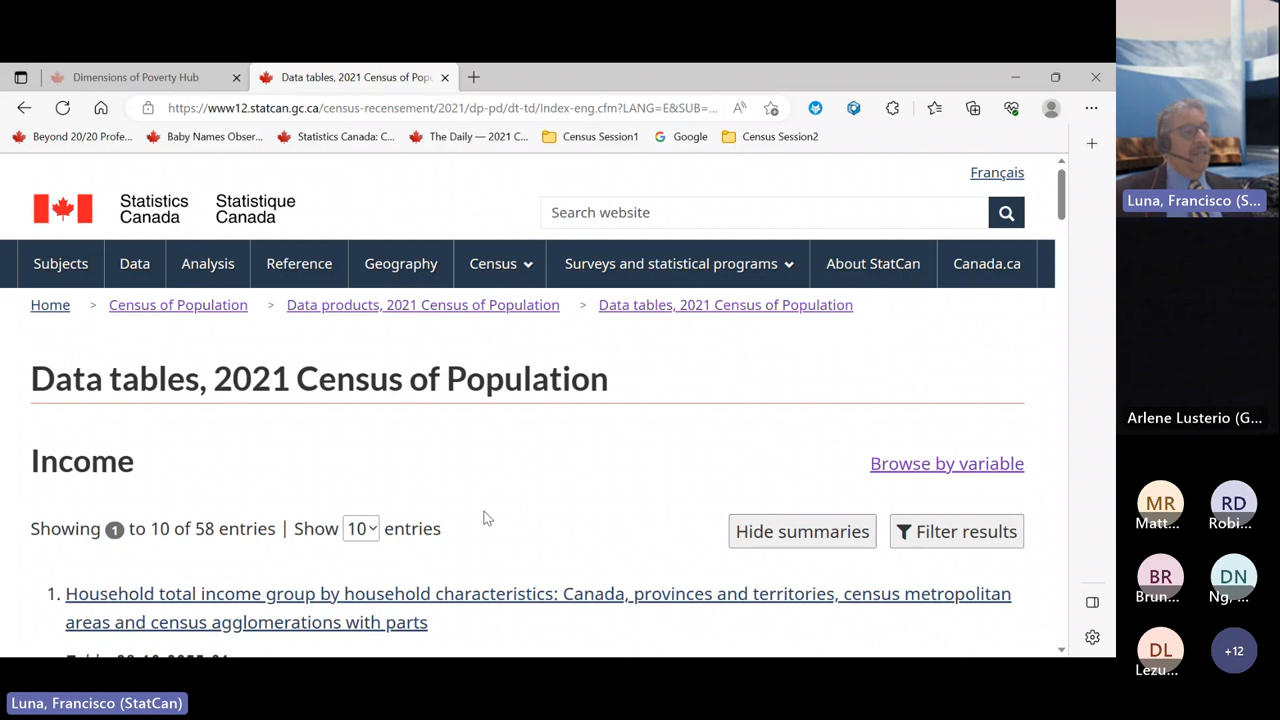 Dimensions of Poverty Hub
Data tables, 2021 Census of Pop
https://www12.statcan.gc.ca/census-recensement/2021/dp-pd/dt-td/Index-eng.cfm?LANG=E&SUB=...
Beyond 20/20 Profe...
Baby Names Obser...
Statistics Canada: C...
The Daily — 2021 C...
Census Session1
Google
Census Session2
Français
Statistics Canada
Statistique Canada
Search website
Subjects
Data
Analysis
Reference
Geography
Census
Surveys and statistical programs
About StatCan
Canada.ca
Home > Census of Population > Data products, 2021 Census of Population > Data tables, 2021 Census of Population
Data tables, 2021 Census of Population
Income
Browse by variable
Showing 1 to 10 of 58 entries | Show 10 entries
Hide summaries
Filter results
1. Household total income group by household characteristics: Canada, provinces and territories, census metropolitan
areas and census agglomerations with parts
Luna, Francisco (S...
Arlene Lusterio (G...
MR
Matt...
RD
Robi...
BR
Brun...
DN
Ng, ...
DL
Lezu...
+12
Luna, Francisco (StatCan)